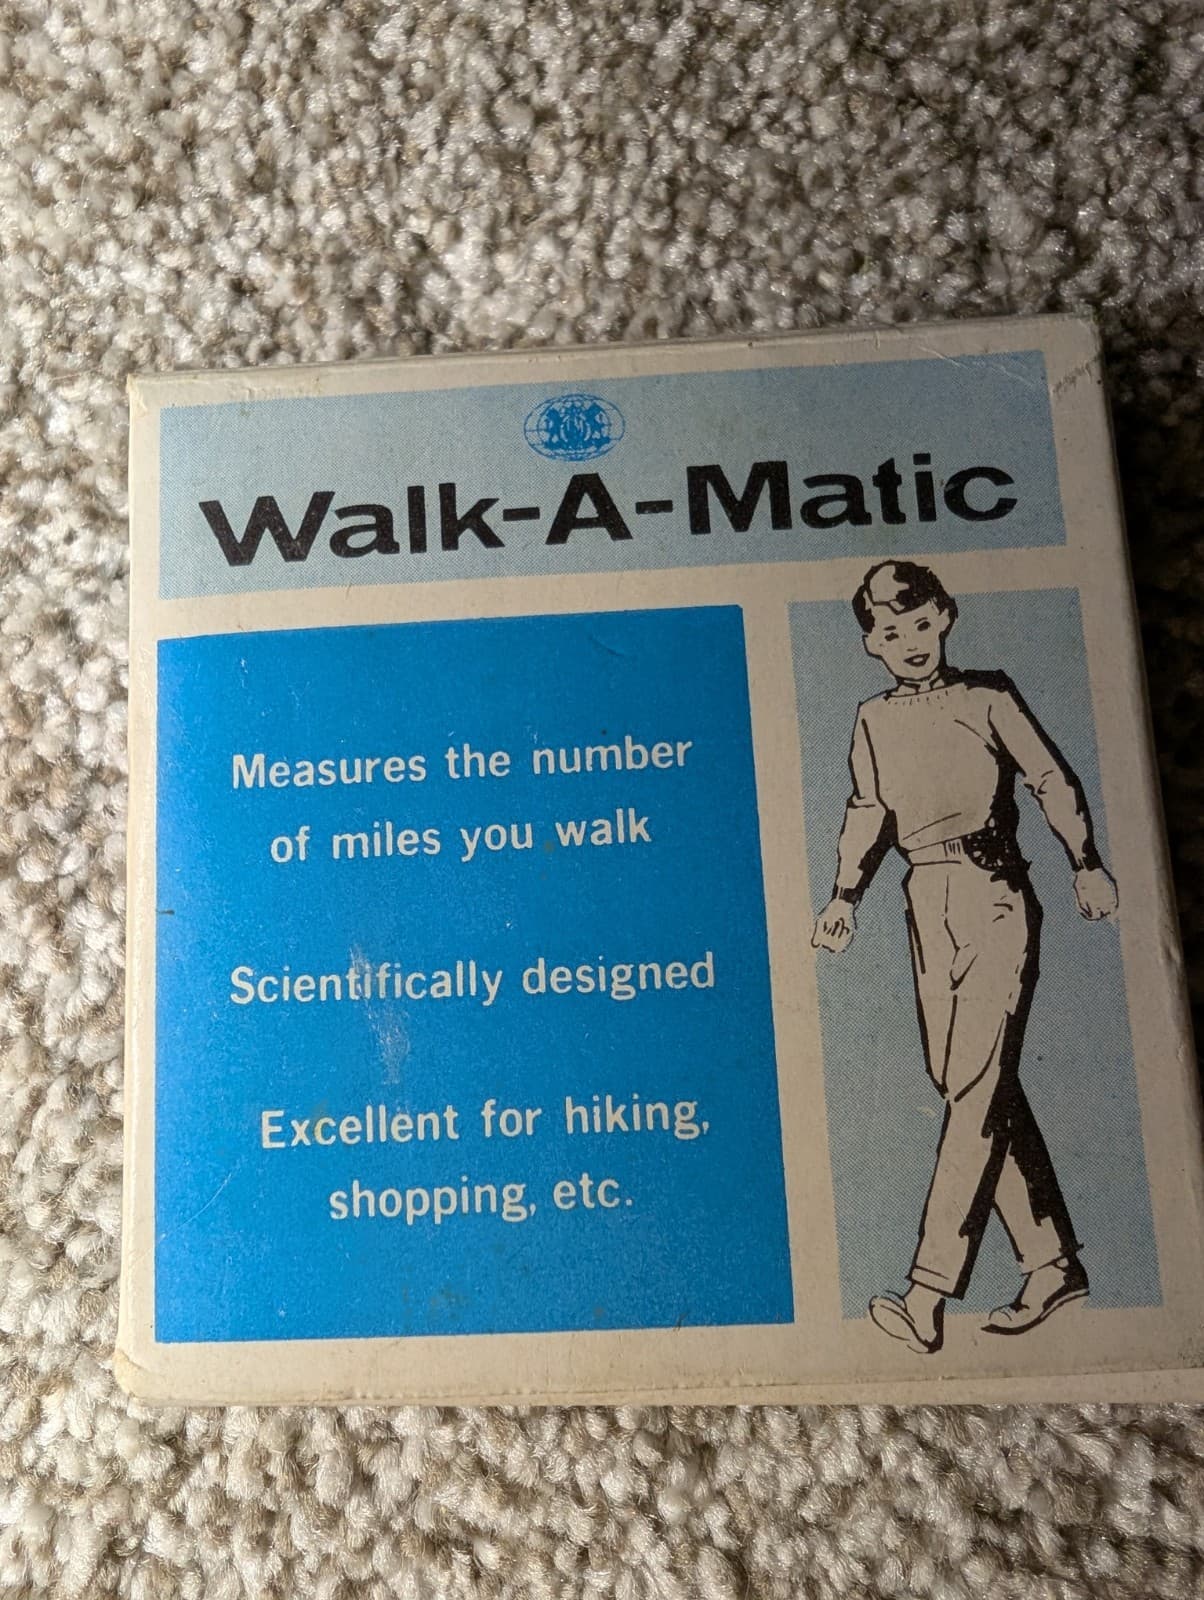 Walk-A-Matic
Measures the number
of miles you walk
Scientifically designed
Excellent for hiking,
shopping, etc.